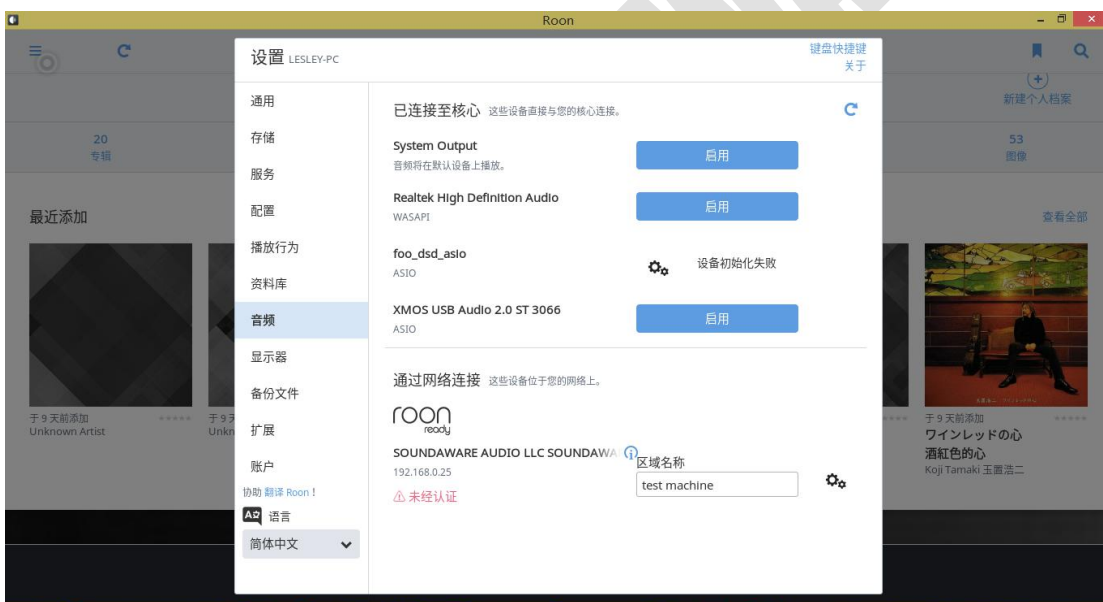 Roon
设置 LESLEY-PC
键盘快捷键
关于
新建个人档案
20
专辑
53
图像
最近添加
查看全部
通用
存储
服务
配置
播放行为
资料库
音频
显示器
备份文件
扩展
账户
协助 翻译 Roon！
语言
简体中文
已连接至核心 这些设备直接与您的核心连接。
System Output
音频将在默认设备上播放。
启用
Realtek High Definition Audio
WASAPI
启用
foo_dsd_asio
ASIO
设备初始化失败
XMOS USB Audio 2.0 ST 3066
ASIO
启用
通过网络连接 这些设备位于您的网络上。
roon
ready
SOUNDAWARE AUDIO LLC SOUNDAWA
192.168.0.25
未经认证
区域名称
test machine
于 9 天前添加
Unknown Artist
于 9 天
Unkn
于 9 天前添加
ワインレッドの心
酒紅色的心
Koji Tamaki 玉置浩二